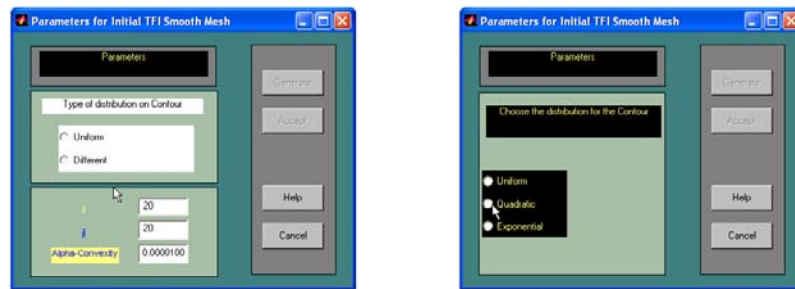 Parameters for Initial TFI Smooth Mesh
Parameters
Type of distribution on Contour
Uniform
Different
20
20
Alpha-Convexity
0.0000100
Generate
Accept
Help
Cancel
Parameters for Initial TFI Smooth Mesh
Parameters
Choose the distribution for the Contour
Uniform
Quadratic
Exponential
Generate
Accept
Help
Cancel